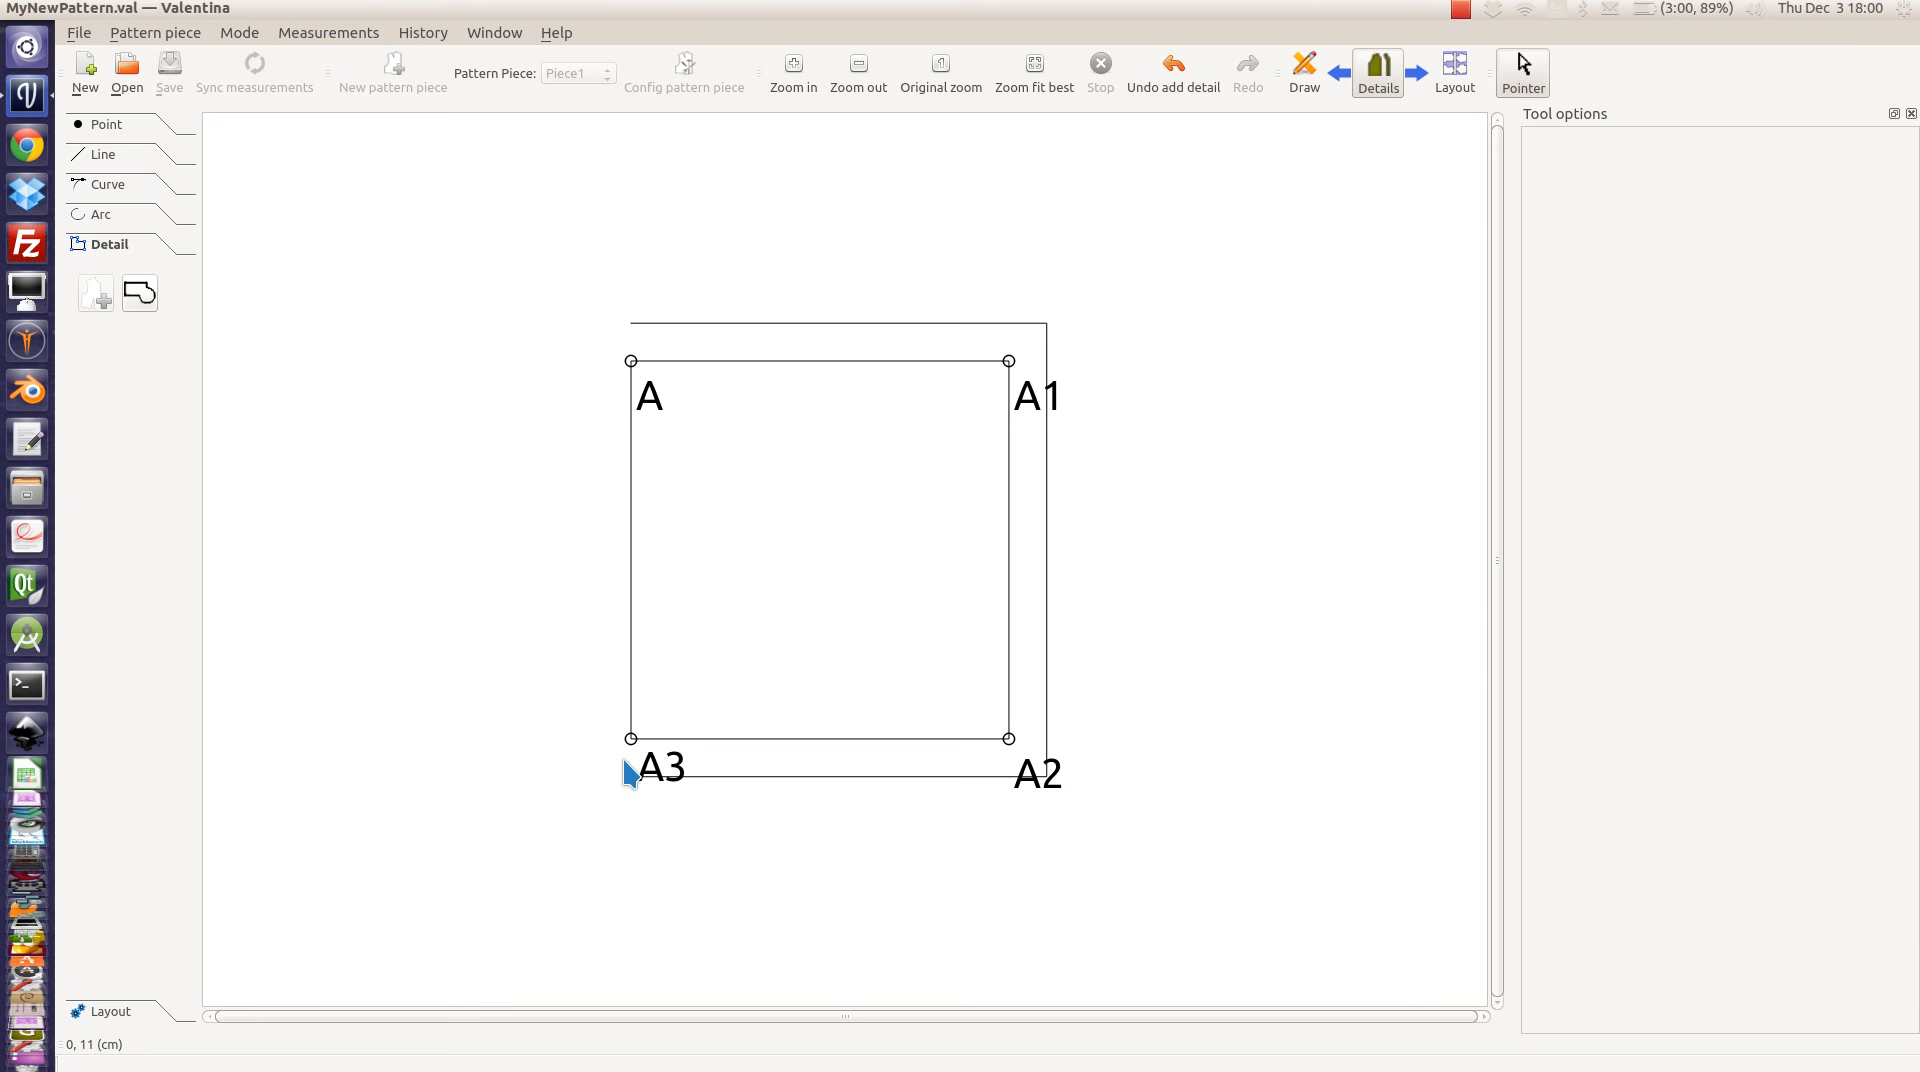 MyNewPattern.val — Valentina
(3:00, 89%)
Thu Dec 3 18:00
File
Pattern piece
Mode
Measurements
History
Window
Help
New
Open
Save
Sync measurements
New pattern piece
Pattern Piece:
Piece1
Config pattern piece
Zoom in
Zoom out
Original zoom
Zoom fit best
Stop
Undo add detail
Redo
Draw
Details
Layout
Pointer
Point
Line
Curve
Arc
Detail
Tool options
A
A1
A3
A2
Layout
0, 11 (cm)
Fz
Qt